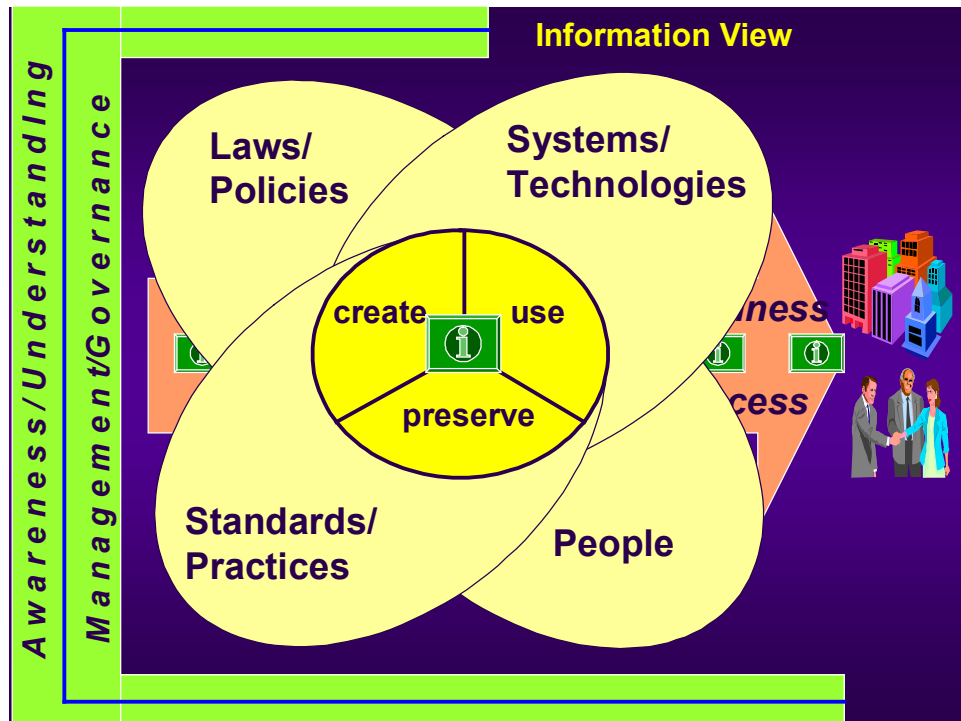 Information View
Awareness/UnderstandIng
Management/Governance
Laws/
Policies
Systems/
Technologies
create
use
preserve
Standards/
Practices
People